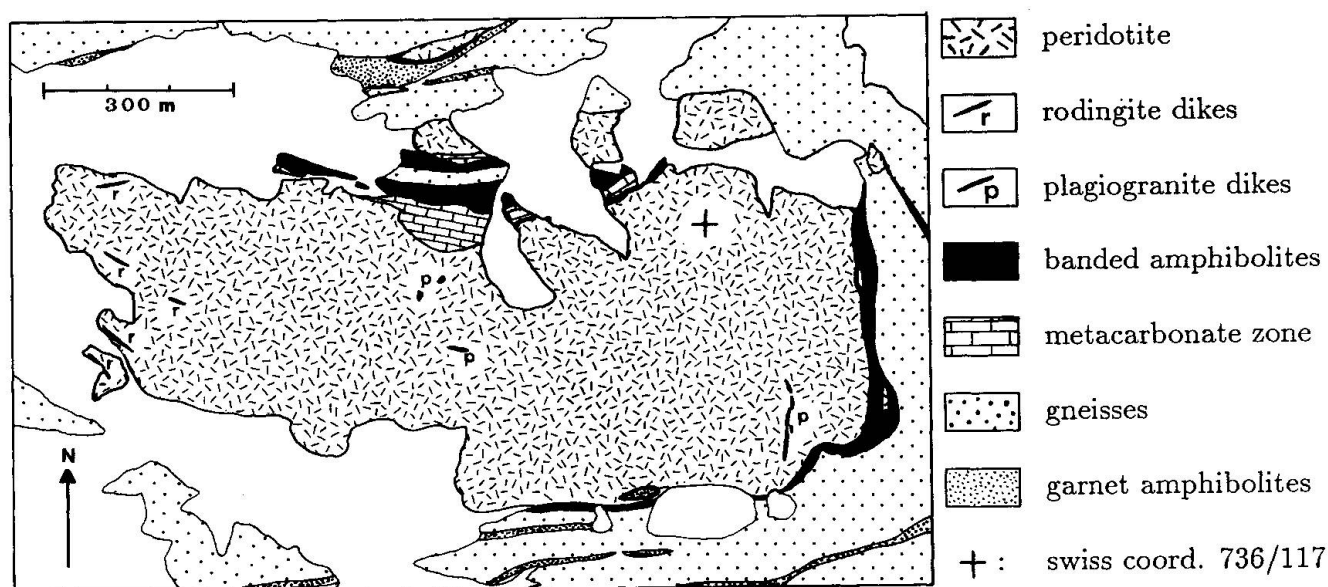 300 m
r
r
r
r
p
p
p
N
peridotite
r rodingite dikes
p plagiogranite dikes
banded amphibolites
metacarbonate zone
gneisses
garnet amphibolites
+ : swiss coord. 736/117